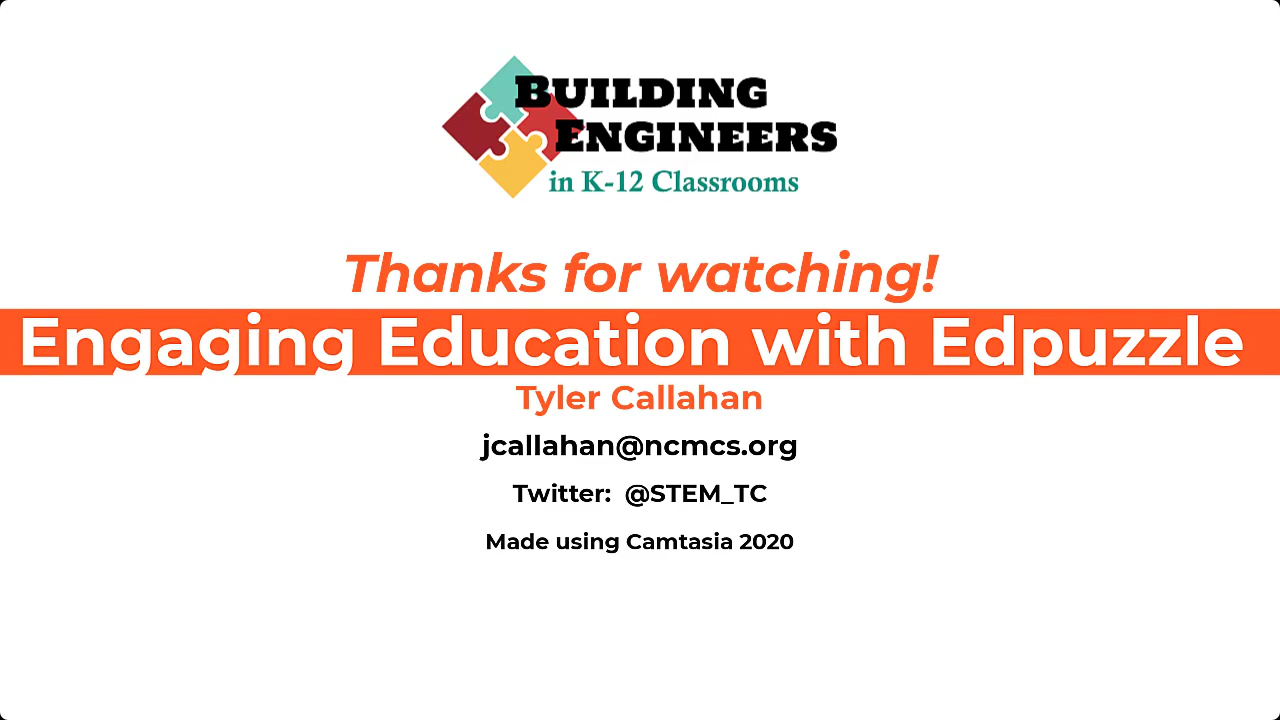 BUILDING
ENGINEERS
in K-12 Classrooms
Thanks for watching!
Engaging Education with Edpuzzle
Tyler Callahan
jcallahan@ncmcs.org
Twitter:  @STEM_TC
Made using Camtasia 2020